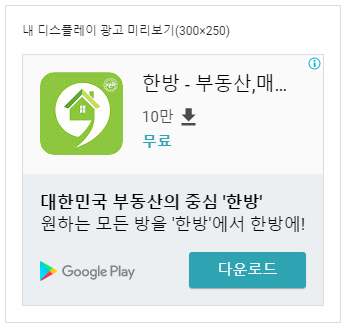 내 디스플레이 광고 미리보기(300×250)
한방 - 부동산,매...
10만
무료
대한민국 부동산의 중심 '한방'
원하는 모든 방을 '한방'에서 한방에!
Google Play
다운로드